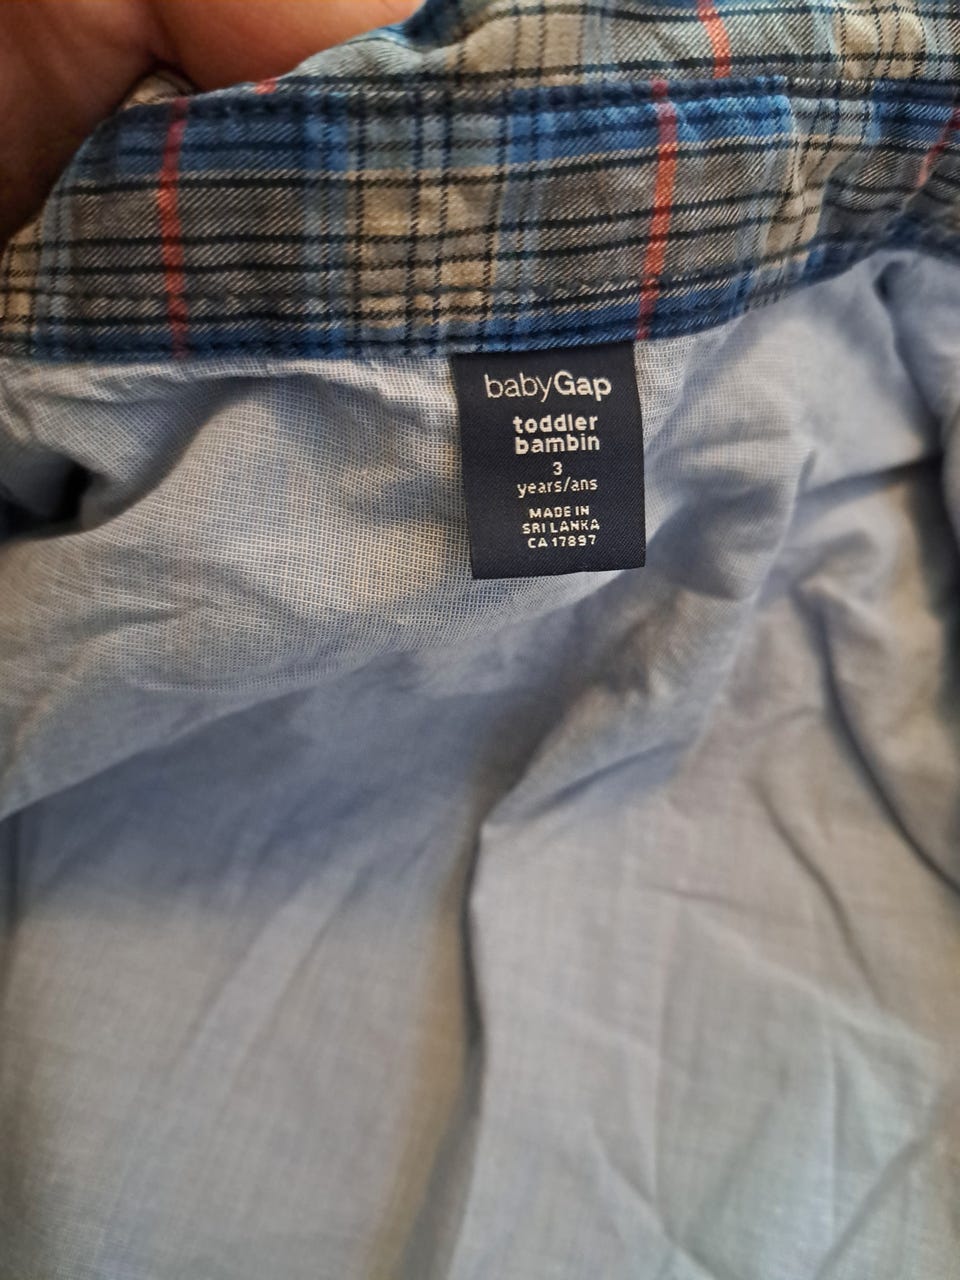 babyGap
toddler
bambin
3
years/ans
MADE IN
SRI LANKA
CA 17897